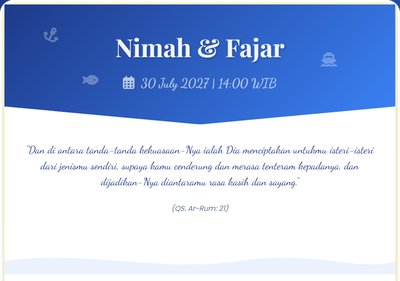 Nimah & Fajar
30 July 2027 | 14:00 WIB
"Dan di antara tanda-tanda kekuasaan-Nya ialah Dia menciptakan untukmu isteri-isteri
dari jenismu sendiri, supaya kamu cenderung dan merasa tenteram kepadanya, dan
dijadikan-Nya diantaramu rasa kasih dan sayang."
(QS. Ar-Rum: 21)